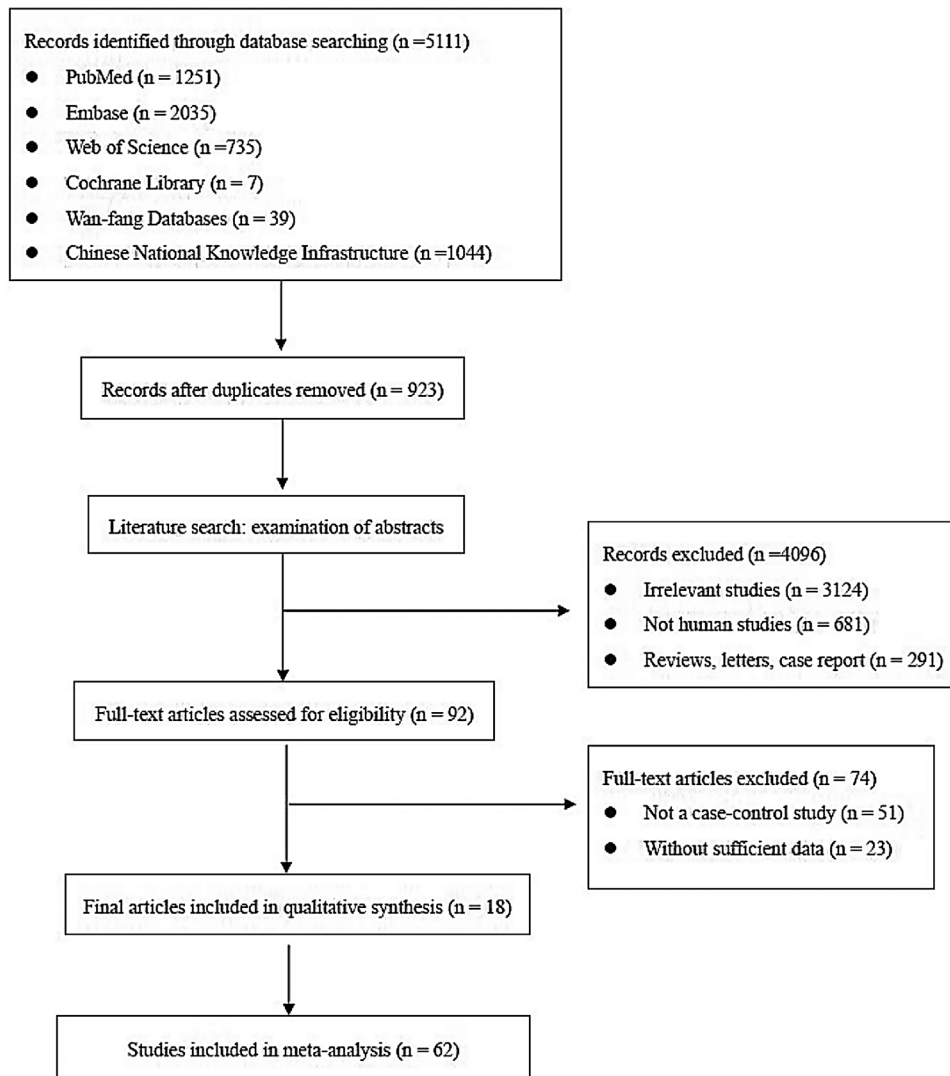 Records identified through database searching (n =5111)
● PubMed (n = 1251)
● Embase (n = 2035)
● Web of Science (n =735)
● Cochrane Library (n = 7)
● Wan-fang Databases (n = 39)
● Chinese National Knowledge Infrastructure (n =1044)
Records after duplicates removed (n = 923)
Literature search: examination of abstracts
Records excluded (n =4096)
● Irrelevant studies (n = 3124)
● Not human studies (n = 681)
● Reviews, letters, case report (n = 291)
Full-text articles assessed for eligibility (n = 92)
Full-text articles excluded (n = 74)
● Not a case-control study (n = 51)
● Without sufficient data (n = 23)
Final articles included in qualitative synthesis (n = 18)
Studies included in meta-analysis (n = 62)